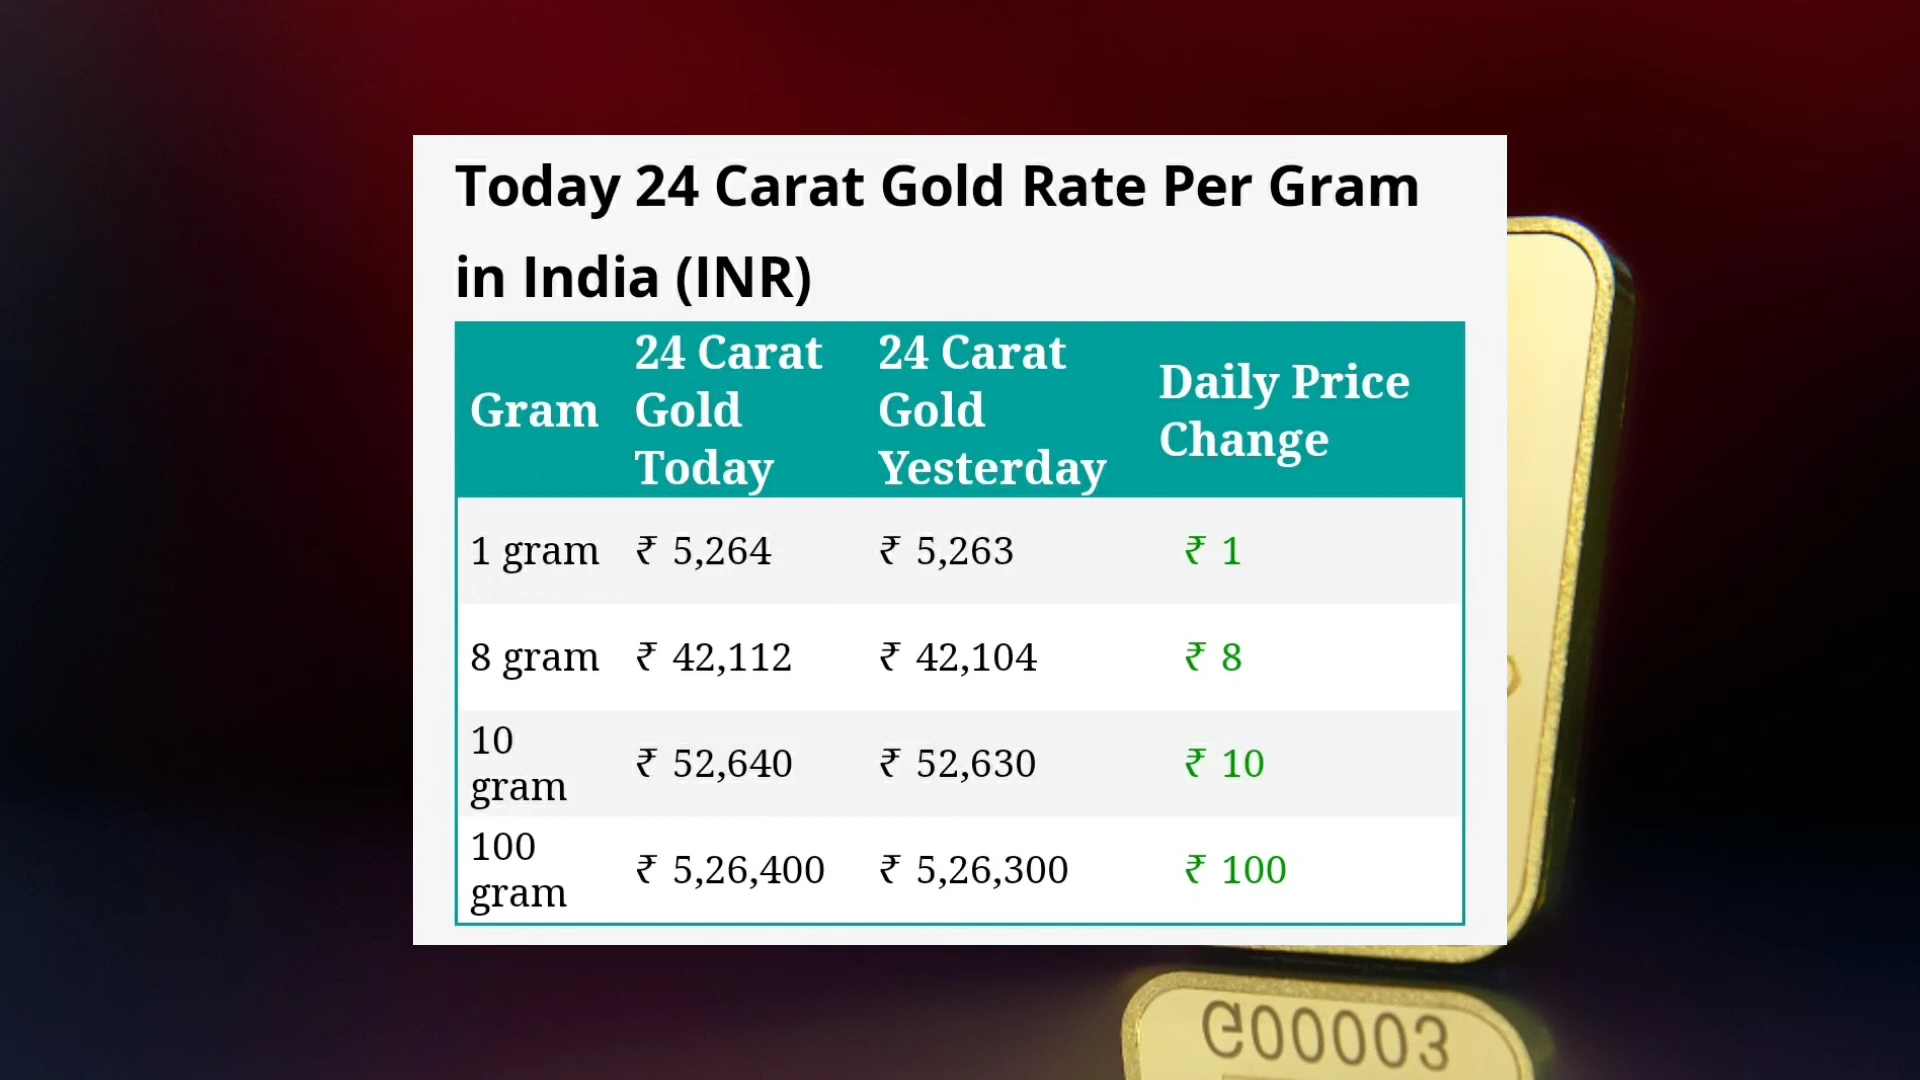 Today 24 Carat Gold Rate Per Gram
in India (INR)
Gram
24 Carat
Gold
Today
24 Carat
Gold
Yesterday
Daily Price
Change
1 gram ₹ 5,264 ₹ 5,263 ₹ 1
8 gram ₹ 42,112 ₹ 42,104 ₹ 8
10
gram ₹ 52,640 ₹ 52,630 ₹ 10
100
gram ₹ 5,26,400 ₹ 5,26,300 ₹ 100
G00003